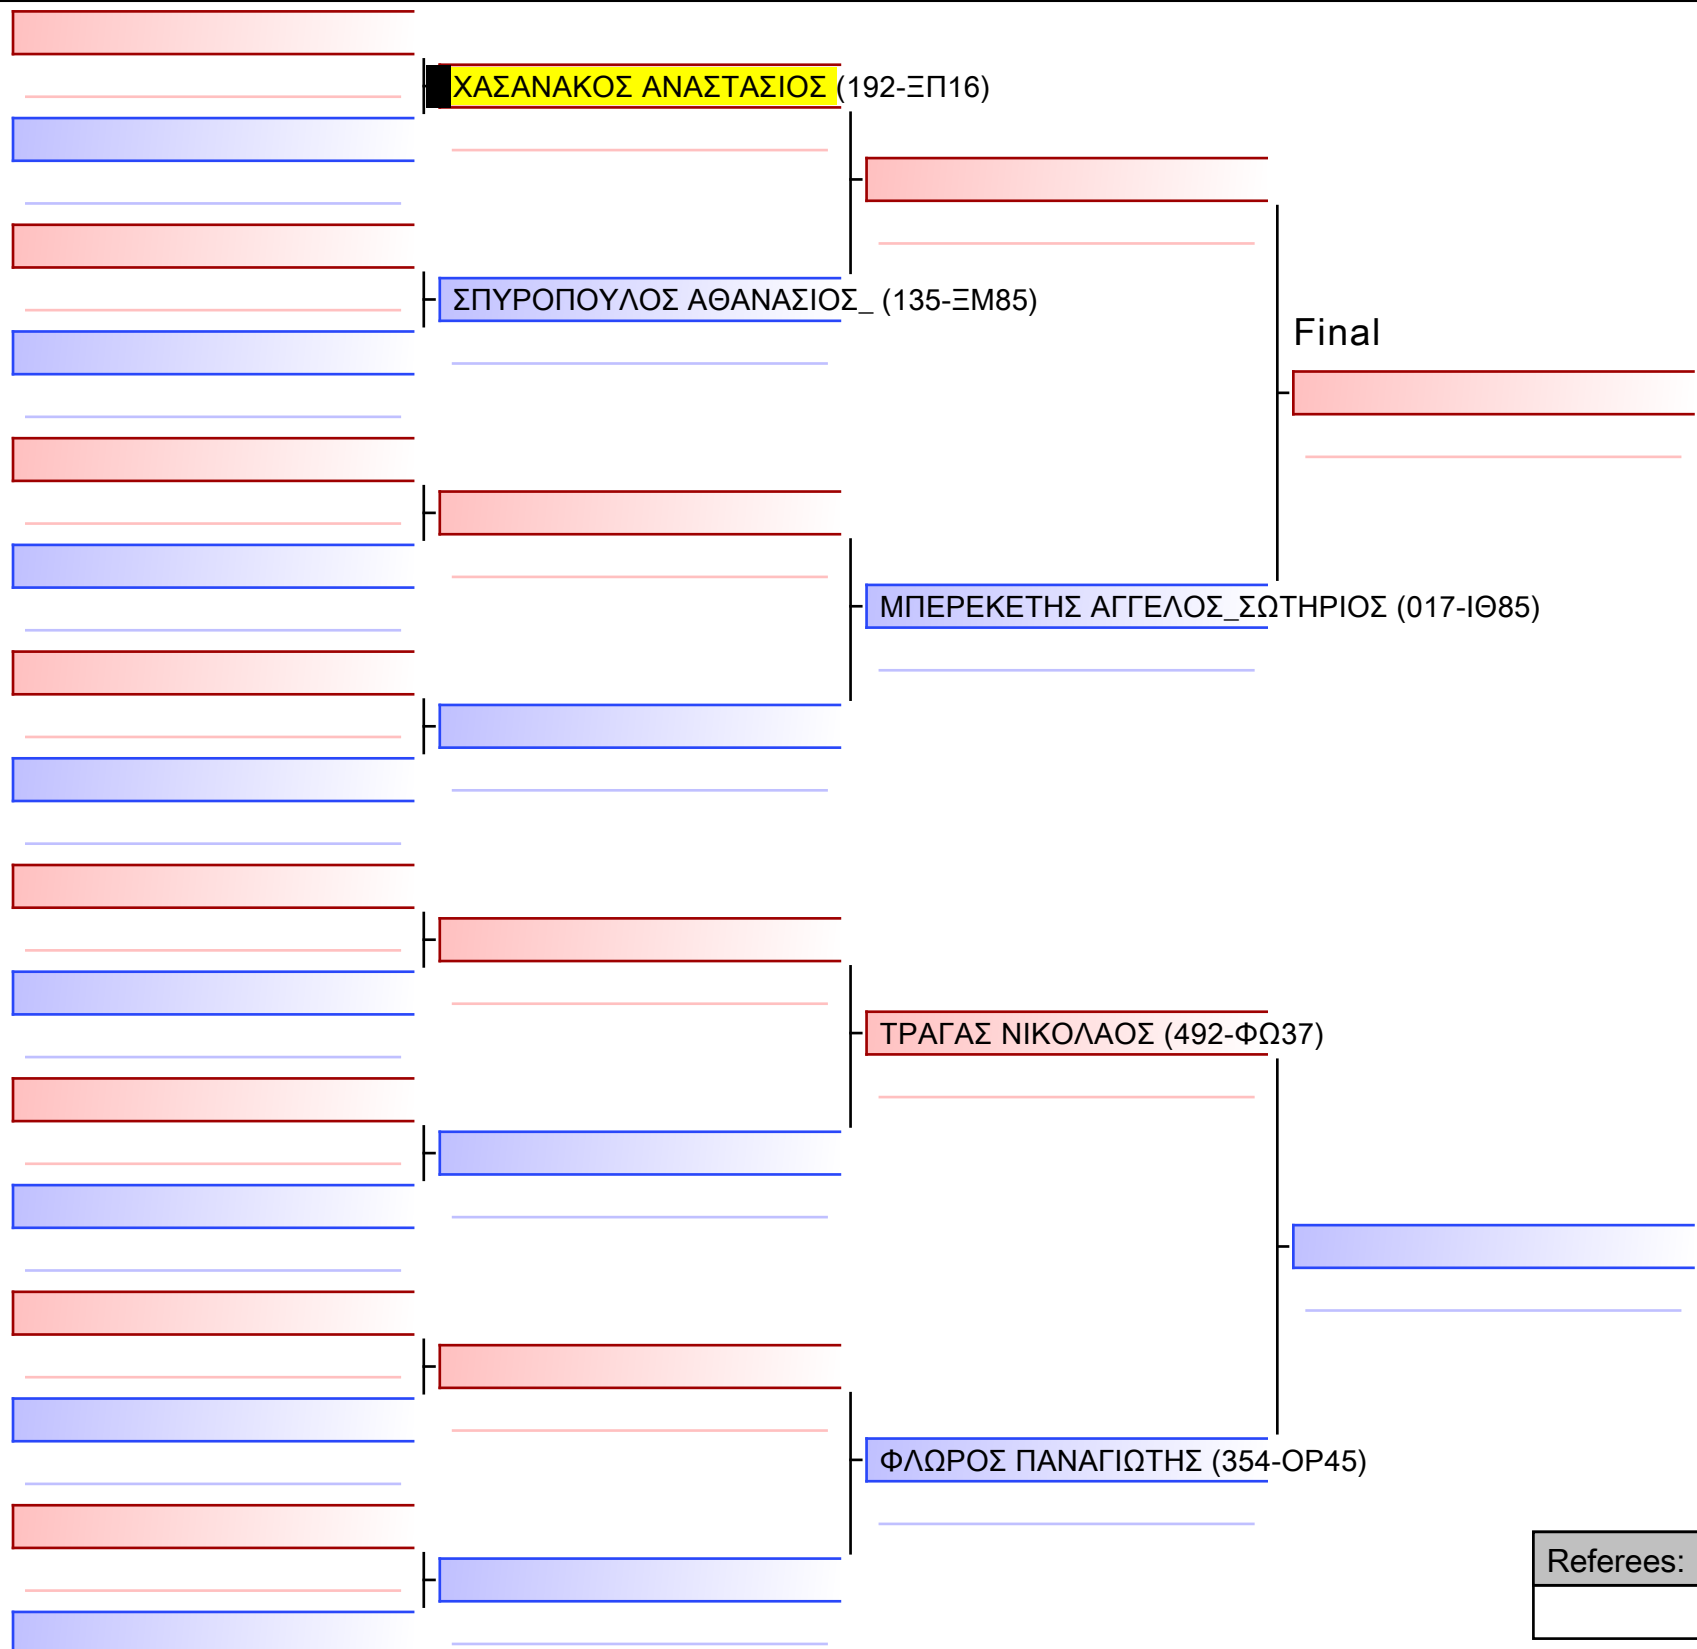 ΧΑΣΑΝΑΚΟΣ ΑΝΑΣΤΑΣΙΟΣ (192-ΞΠ16)
ΣΠΥΡΟΠΟΥΛΟΣ ΑΘΑΝΑΣΙΟΣ_ (135-ΞΜ85)
Final
ΜΠΕΡΕΚΕΤΗΣ ΑΓΓΕΛΟΣ_ΣΩΤΗΡΙΟΣ (017-ΙΘ85)
ΤΡΑΓΑΣ ΝΙΚΟΛΑΟΣ (492-ΦΩ37)
ΦΛΩΡΟΣ ΠΑΝΑΓΙΩΤΗΣ (354-ΟΡ45)
Referees: